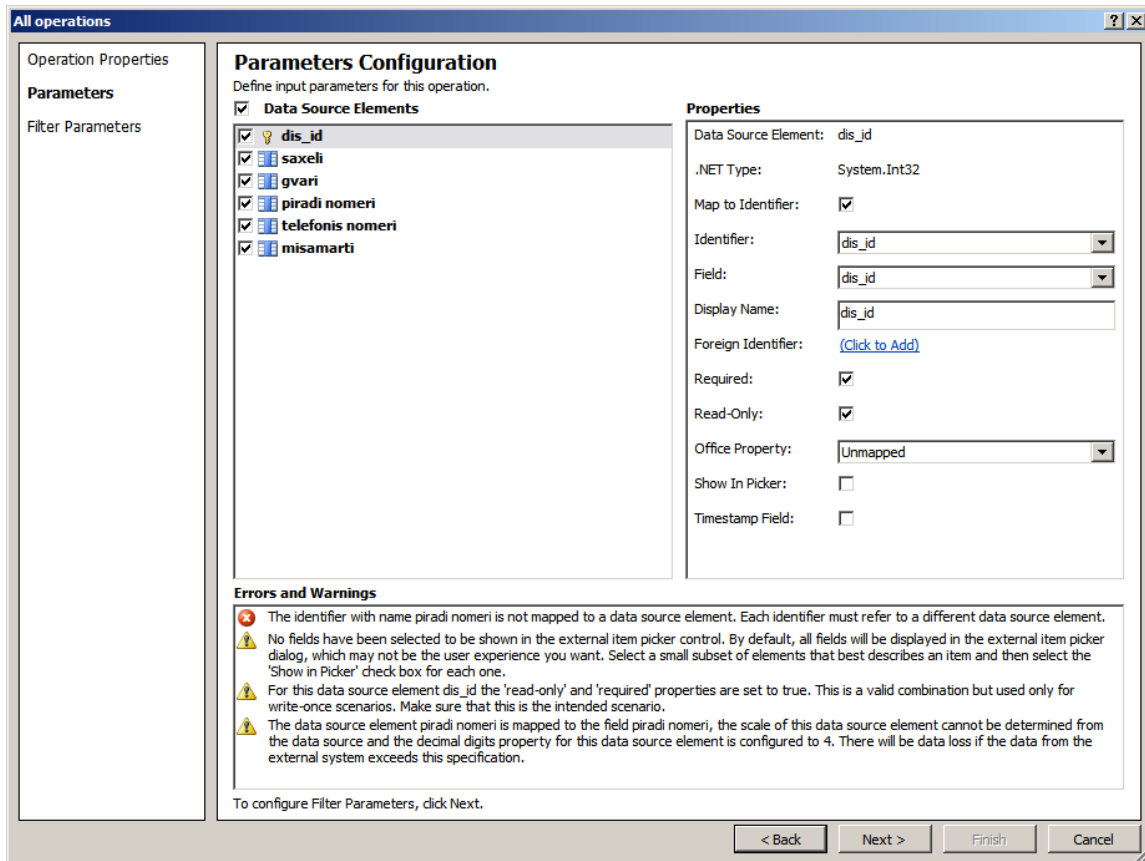 All operations
Operation Properties
Parameters
Filter Parameters
Parameters Configuration
Define input parameters for this operation.
Data Source Elements
dis_id
saxeli
gvari
piradi nomeri
telefonis nomeri
misamarti
Properties
Data Source Element: dis_id
.NET Type: System.Int32
Map to Identifier:
Identifier: dis_id
Field: dis_id
Display Name: dis_id
Foreign Identifier: (Click to Add)
Required:
Read-Only:
Office Property: Unmapped
Show In Picker:
Timestamp Field:
Errors and Warnings
The identifier with name piradi nomeri is not mapped to a data source element. Each identifier must refer to a different data source element.
No fields have been selected to be shown in the external item picker control. By default, all fields will be displayed in the external item picker
dialog, which may not be the user experience you want. Select a small subset of elements that best describes an item and then select the
'Show in Picker' check box for each one.
For this data source element dis_id the 'read-only' and 'required' properties are set to true. This is a valid combination but used only for
write-once scenarios. Make sure that this is the intended scenario.
The data source element piradi nomeri is mapped to the field piradi nomeri, the scale of this data source element cannot be determined from
the data source and the decimal digits property for this data source element is configured to 4. There will be data loss if the data from the
external system exceeds this specification.
To configure Filter Parameters, click Next.
< Back
Next >
Finish
Cancel